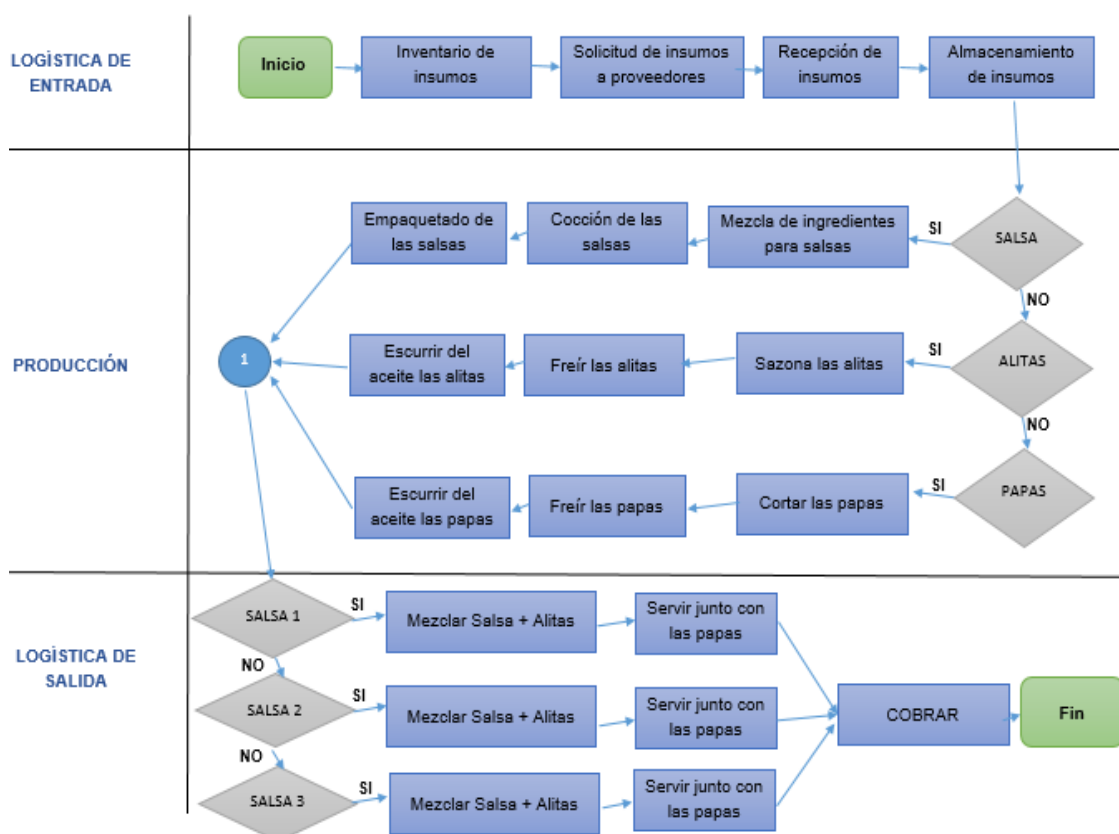 LOGÌSTICA DE
ENTRADA
Inicio
Inventario de
insumos
Solicitud de insumos
a proveedores
Recepción de
insumos
Almacenamiento
de insumos
PRODUCCIÓN
Empaquetado de
las salsas
Cocción de las
salsas
Mezcla de ingredientes
para salsas
SI
SALSA
NO
1
Escurrir del
aceite las alitas
Freír las alitas
Sazona las alitas
SI
ALITAS
NO
Escurrir del
aceite las papas
Freír las papas
Cortar las papas
SI
PAPAS
LOGÌSTICA DE
SALIDA
SALSA 1
SI
Mezclar Salsa + Alitas
Servir junto con
las papas
NO
SALSA 2
SI
Mezclar Salsa + Alitas
Servir junto con
las papas
COBRAR
Fin
NO
SALSA 3
SI
Mezclar Salsa + Alitas
Servir junto con
las papas